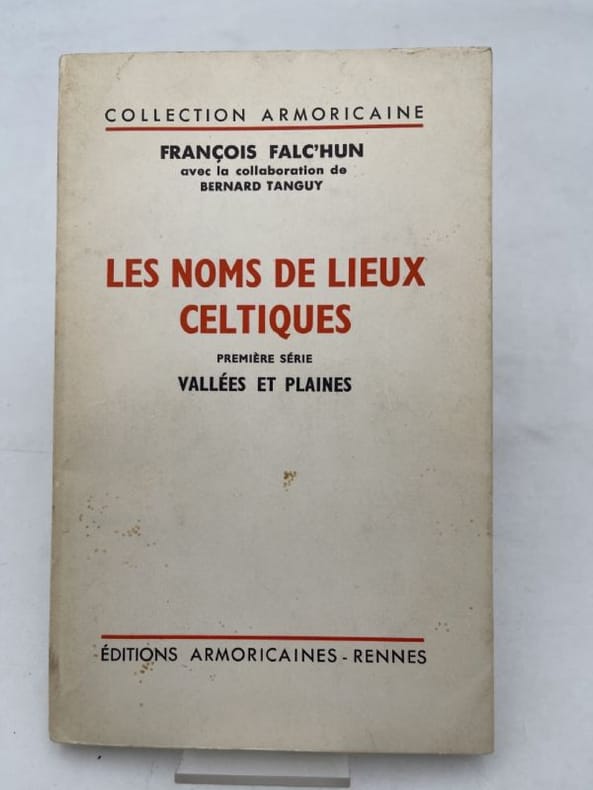 COLLECTION ARMORICAINE
FRANÇOIS FALC'HUN
avec la collaboration de
BERNARD TANGUY
LES NOMS DE LIEUX
CELTIQUES
PREMIÈRE SÉRIE
VALLÉES ET PLAINES
ÉDITIONS ARMORICAINES - RENNES